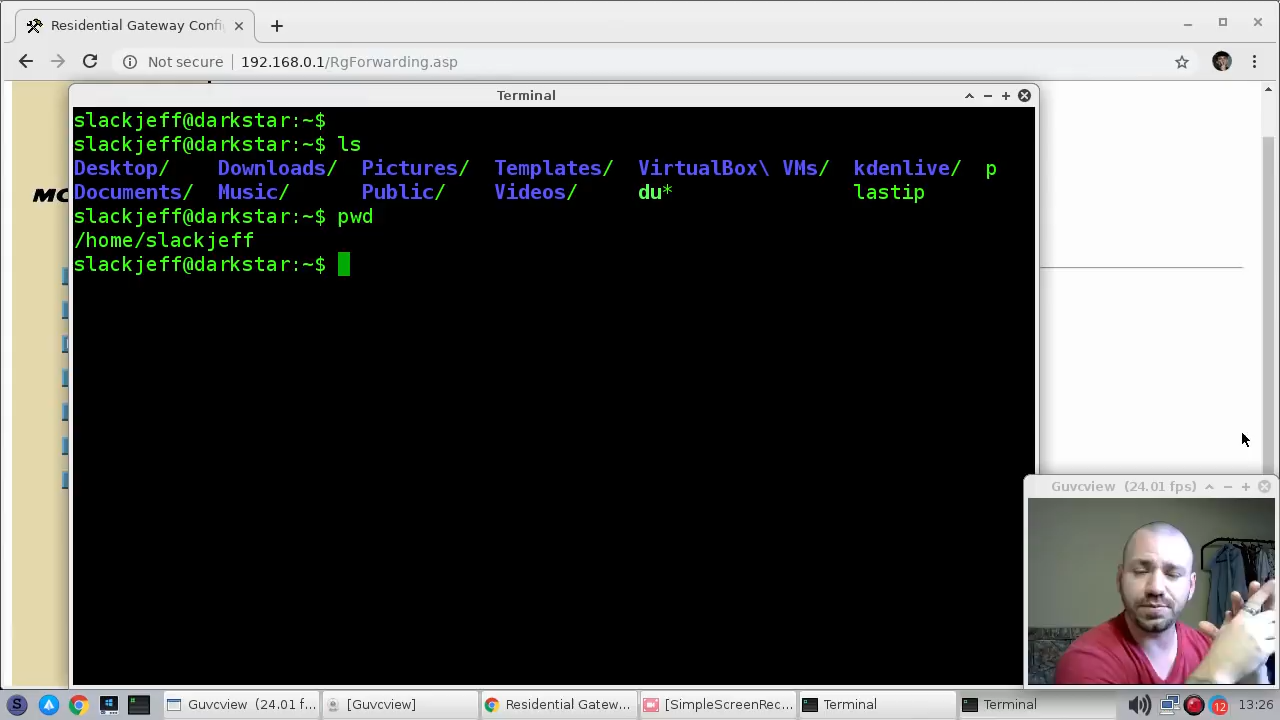 Residential Gateway Confi
Not secure 192.168.0.1/RgForwarding.asp
Terminal
slackjeff@darkstar:~$
slackjeff@darkstar:~$ ls
Desktop/ Downloads/ Pictures/ Templates/ VirtualBox\ VMs/ kdenlive/ p
Documents/ Music/ Public/ Videos/ du* lastip
slackjeff@darkstar:~$ pwd
/home/slackjeff
slackjeff@darkstar:~$
Guvcview (24.01 fps)
Guvcview (24.01 f... [Guvcview] Residential Gatew... [SimpleScreenRec... Terminal Terminal 12 13:26